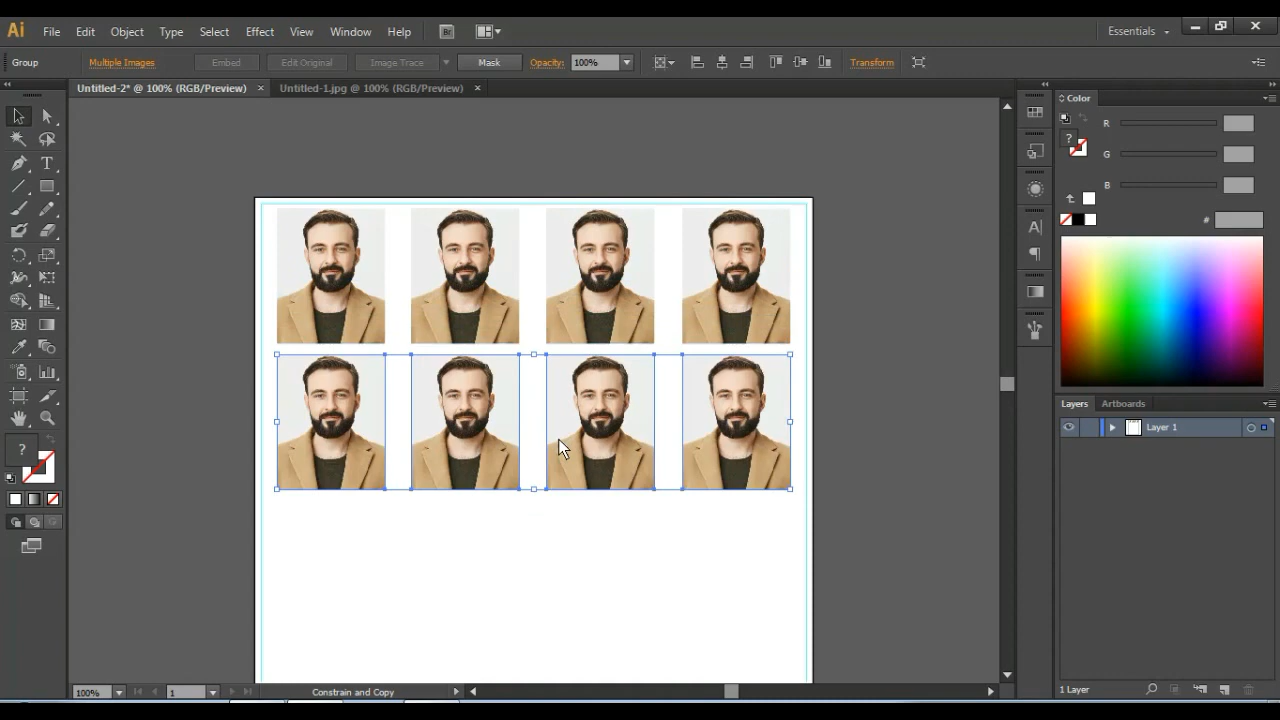 Ai File Edit Object Type Select Effect View Window Help Br Essentials
Group Multiple Images Embed Edit Original Image Trace Mask Opacity: 100% Transform
Untitled-2* @ 100% (RGB/Preview) × Untitled-1.jpg @ 100% (RGB/Preview) ×
Color
R
G
B
#
?
Layers Artboards
Layer 1
1 Layer
100% 1 Constrain and Copy